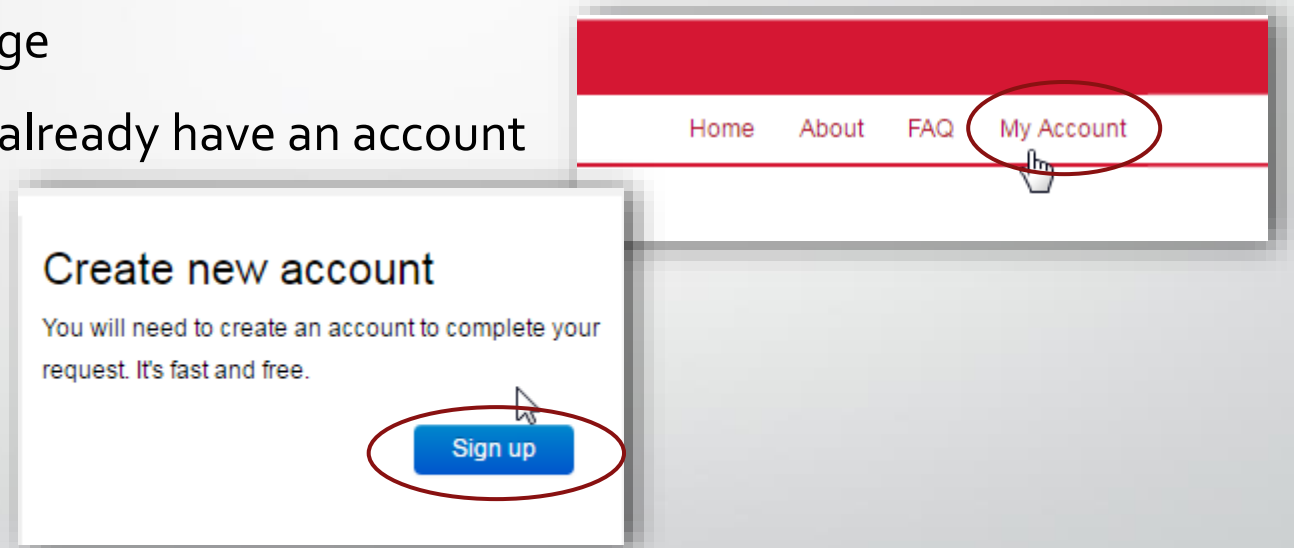 ge
already have an account
Home About FAQ My Account
Create new account
You will need to create an account to complete your
request. It's fast and free.
Sign up